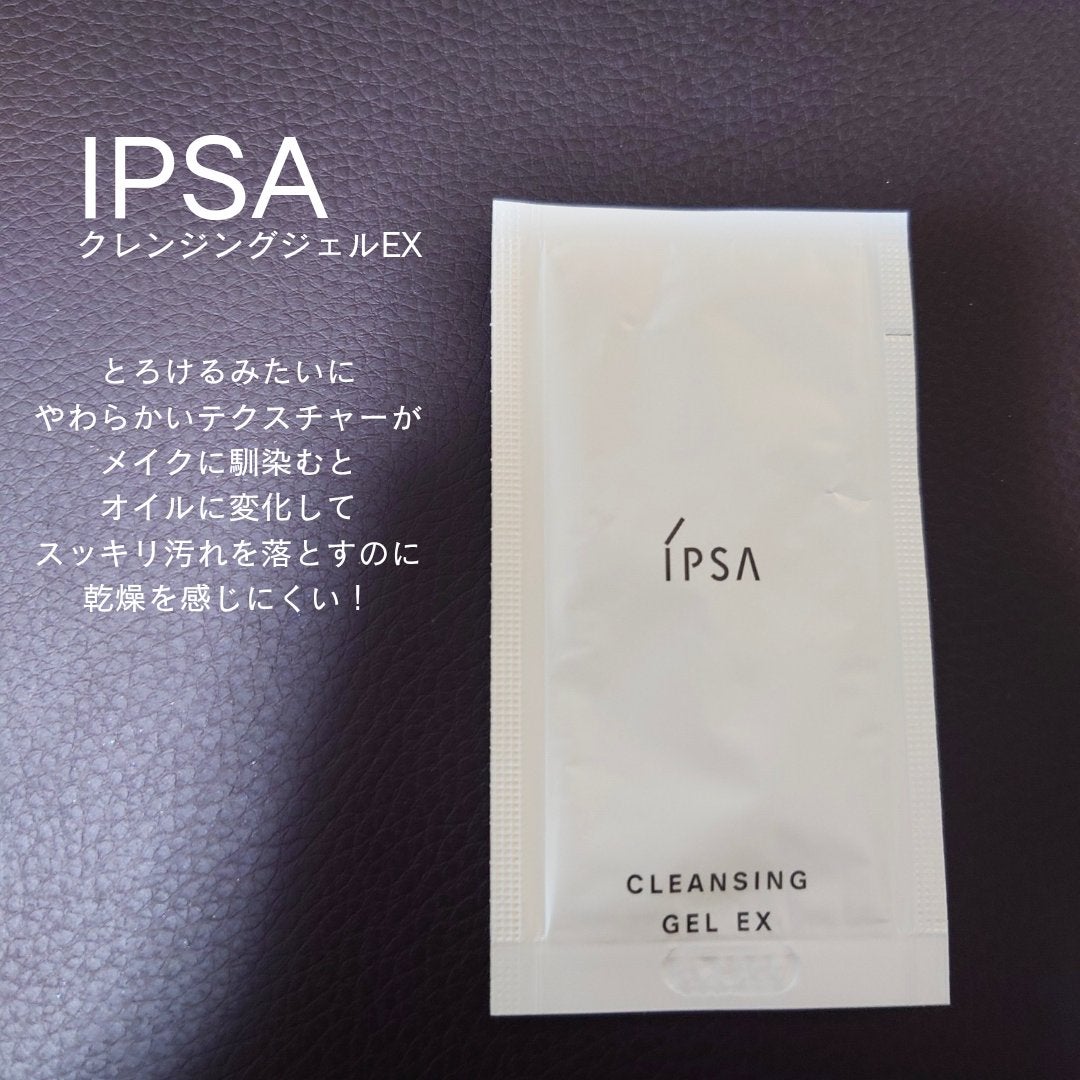 IPSA
クレンジングジェルEX
とろけるみたいに
やわらかいテクスチャーが
メイクに馴染むと
オイルに変化して
スッキリ汚れを落とすのに
乾燥を感じにくい！
IPSA
CLEANSING
GEL EX